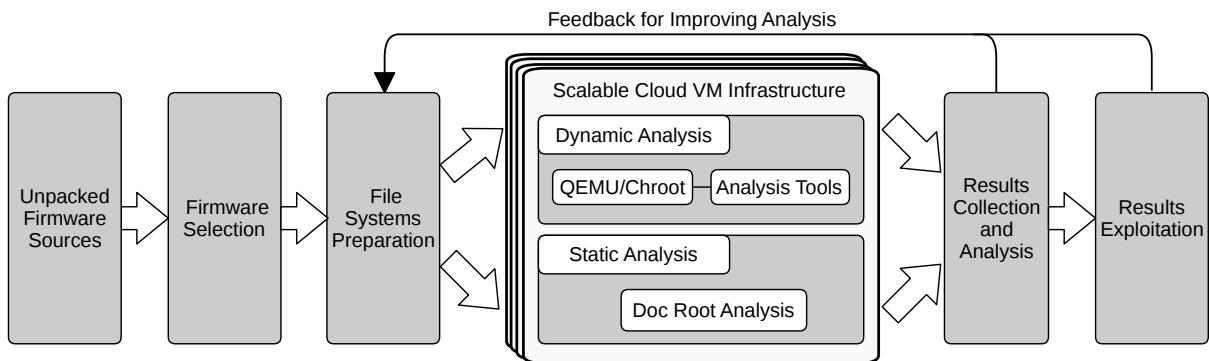 Feedback for Improving Analysis
Unpacked
Firmware
Sources
Firmware
Selection
File
Systems
Preparation
Scalable Cloud VM Infrastructure
Dynamic Analysis
QEMU/Chroot
Analysis Tools
Static Analysis
Doc Root Analysis
Results
Collection
and
Analysis
Results
Exploitation